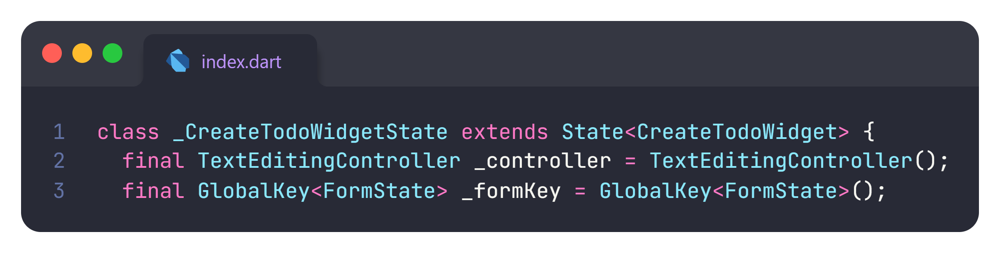 index.dart
1 class _CreateTodoWidgetState extends State<CreateTodoWidget> {
2   final TextEditingController _controller = TextEditingController();
3   final GlobalKey<FormState> _formKey = GlobalKey<FormState>();